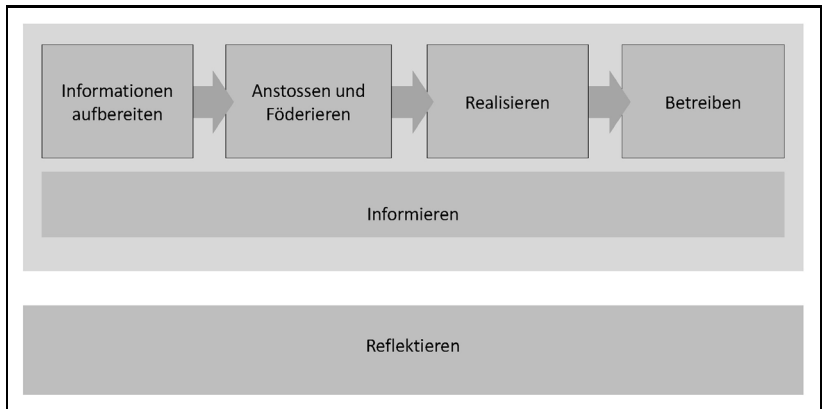 Informationen
aufbereiten
Anstossen und
Föderieren
Realisieren
Betreiben
Informieren
Reflektieren